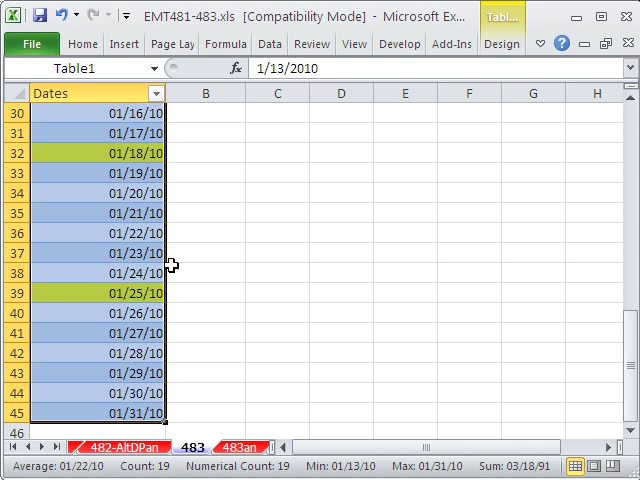 EMT481-483.xls [Compatibility Mode] - Microsoft Ex... Tabl...
File Home Insert Page Lay Formula Data Review View Develop Add-Ins Design
Table1 fx 1/13/2010
Dates B C D E F G H
30 01/16/10
31 01/17/10
32 01/18/10
33 01/19/10
34 01/20/10
35 01/21/10
36 01/22/10
37 01/23/10
38 01/24/10
39 01/25/10
40 01/26/10
41 01/27/10
42 01/28/10
43 01/29/10
44 01/30/10
45 01/31/10
46
482-AltDPan 483 483an
Average: 01/22/10 Count: 19 Numerical Count: 19 Min: 01/13/10 Max: 01/31/10 Sum: 03/18/91